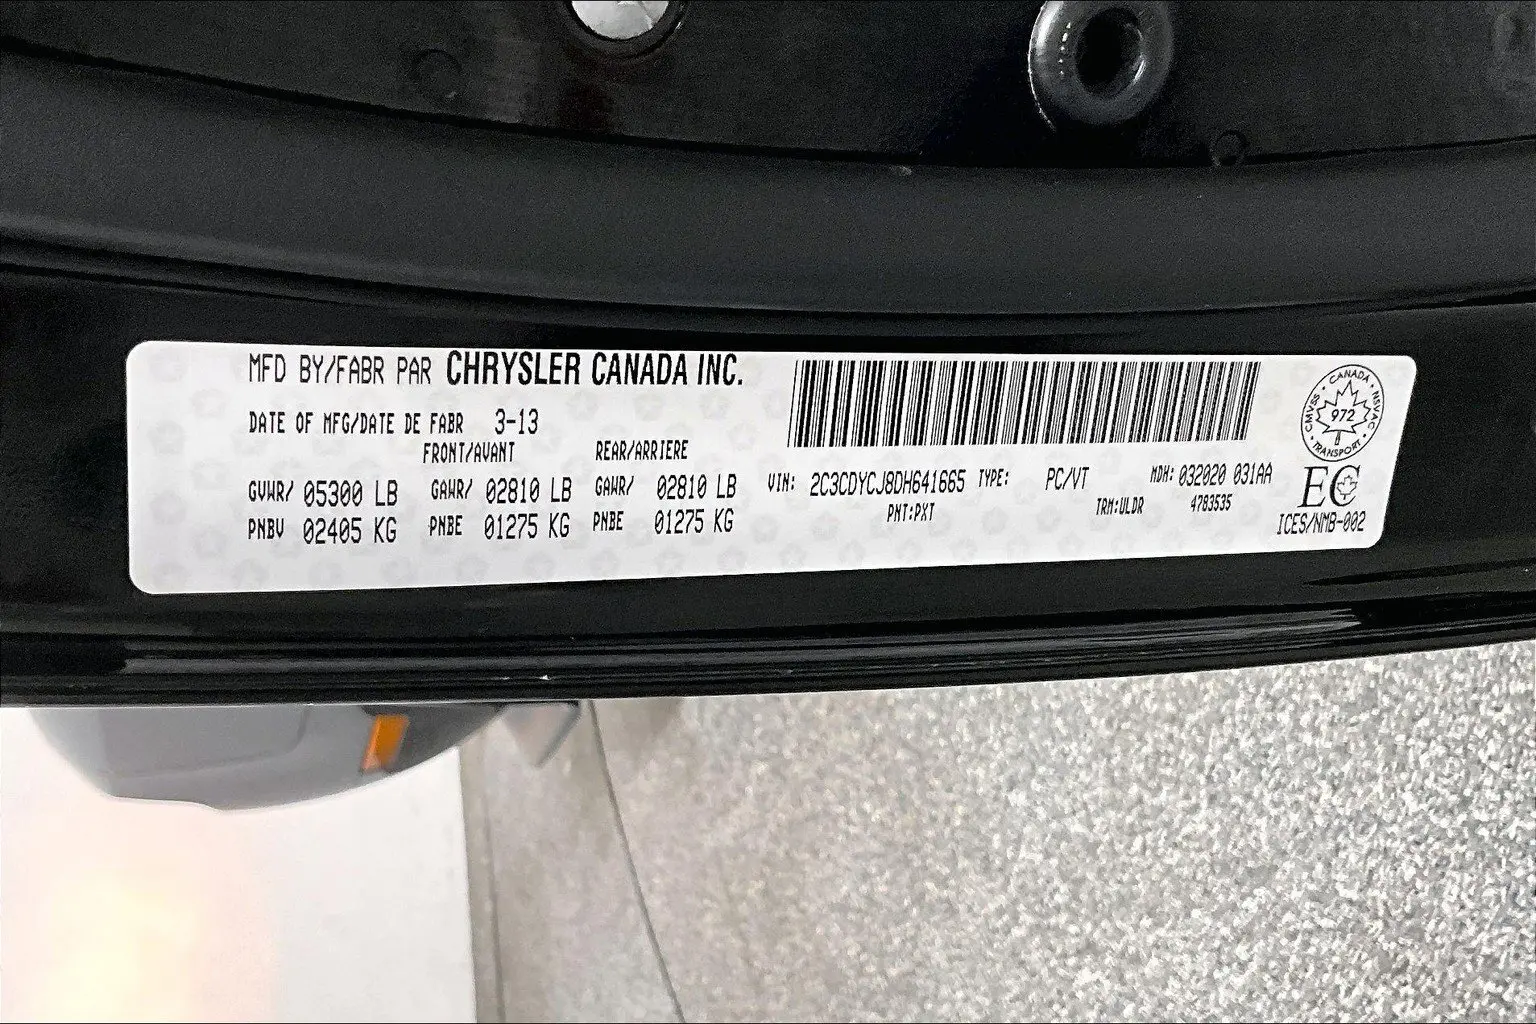 MFD BY/FABR PAR CHRYSLER CANADA INC.
DATE OF MFG/DATE DE FABR 3-13
FRONT/AVANT REAR/ARRIERE
GVWR/ 05300 LB GAWR/ 02810 LB GAWR/ 02810 LB
PNBV 02405 KG PNBE 01275 KG PNBE 01275 KG
VIN: 2C3CDYCJ8DH641665 TYPE: PC/VT MDH: 032020 031AA
PNT:PXT TRM:ULDR 4783535
CMVSS • CANADA • NSVAC • TRANSPORT •
972
EC
ICES/NMB-002